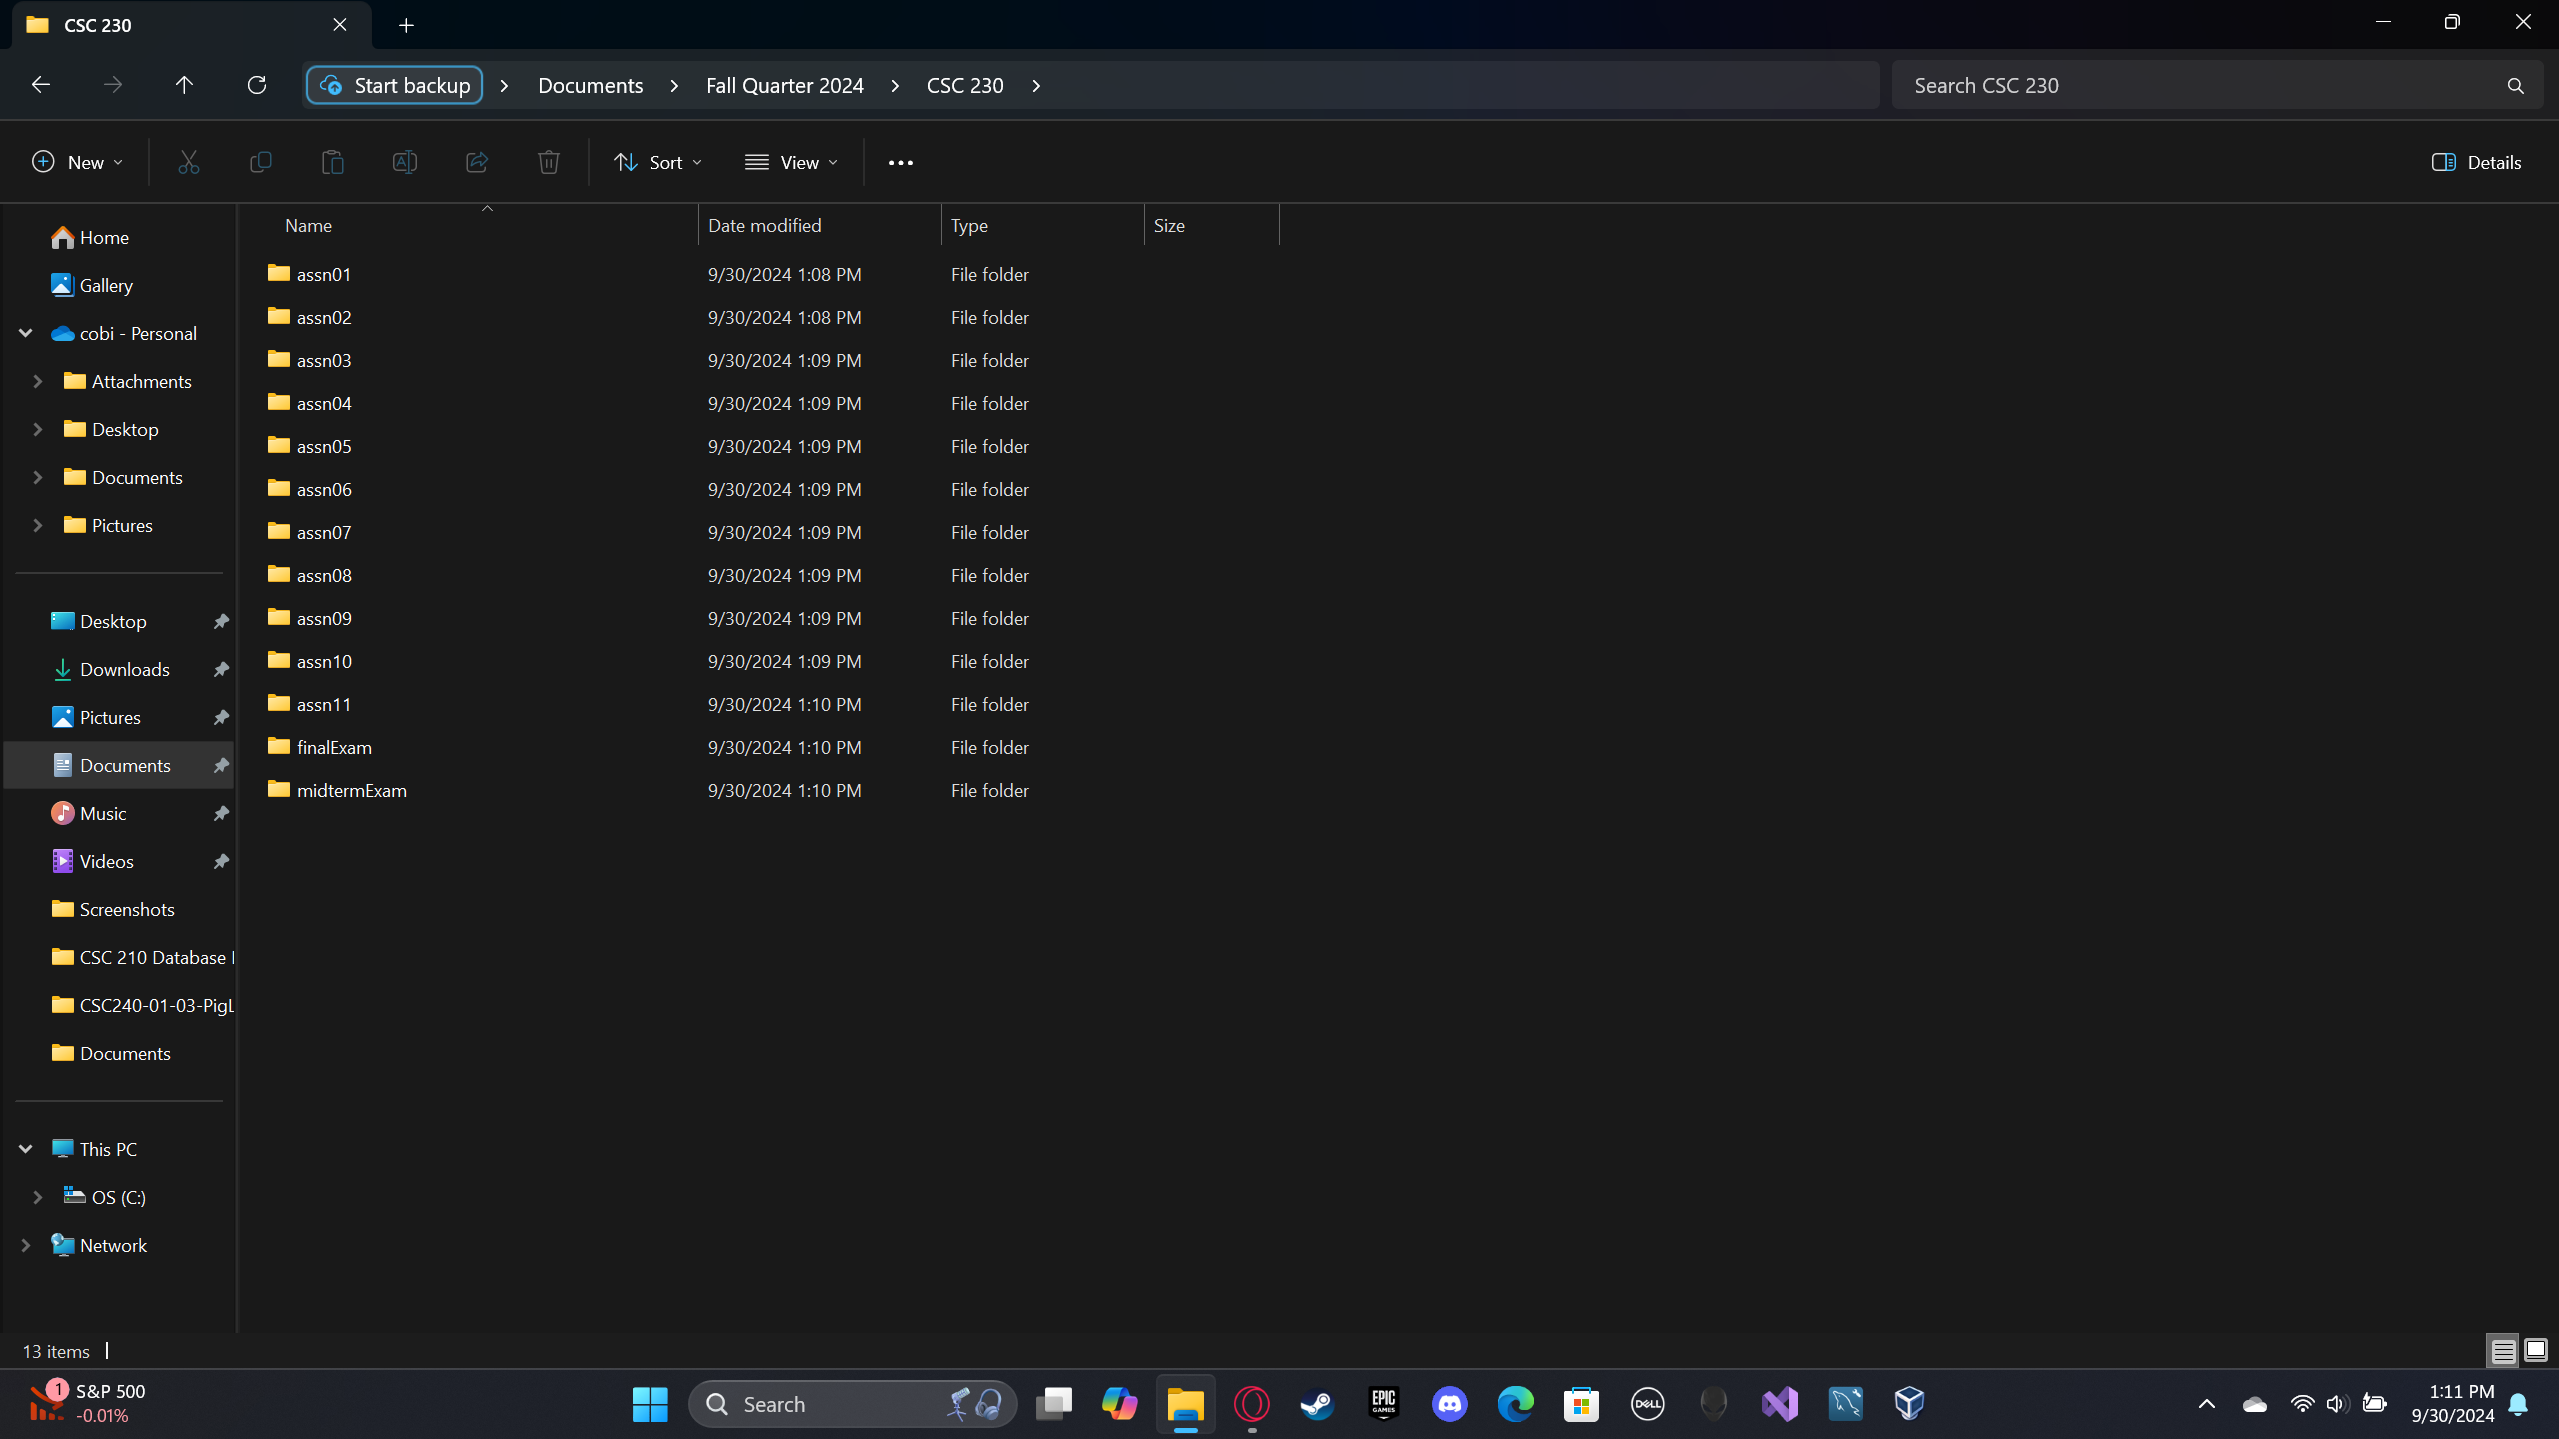 CSC 230
Start backup Documents Fall Quarter 2024 CSC 230
Search CSC 230
New Sort View Details
Name Date modified Type Size
Home
Gallery
cobi - Personal
Attachments
Desktop
Documents
Pictures
Desktop
Downloads
Pictures
Documents
Music
Videos
Screenshots
CSC 210 Database
CSC240-01-03-PigL
Documents
This PC
OS (C:)
Network
assn01 9/30/2024 1:08 PM File folder
assn02 9/30/2024 1:08 PM File folder
assn03 9/30/2024 1:09 PM File folder
assn04 9/30/2024 1:09 PM File folder
assn05 9/30/2024 1:09 PM File folder
assn06 9/30/2024 1:09 PM File folder
assn07 9/30/2024 1:09 PM File folder
assn08 9/30/2024 1:09 PM File folder
assn09 9/30/2024 1:09 PM File folder
assn10 9/30/2024 1:09 PM File folder
assn11 9/30/2024 1:10 PM File folder
finalExam 9/30/2024 1:10 PM File folder
midtermExam 9/30/2024 1:10 PM File folder
13 items
1
S&P 500
-0.01%
Search
EPIC
GAMES
DELL
1:11 PM
9/30/2024